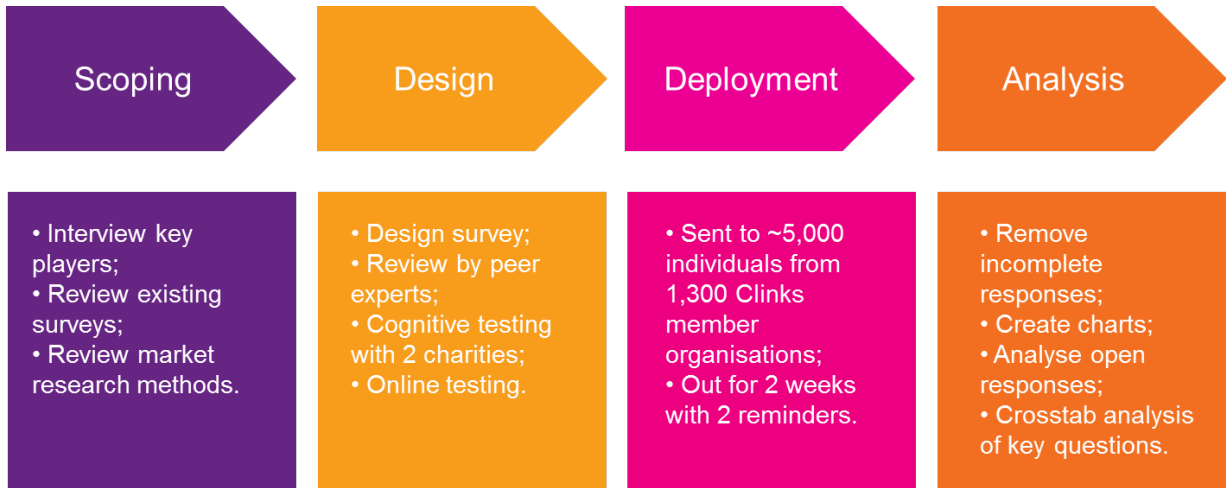 Scoping
Design
Deployment
Analysis
• Interview key
players;
• Review existing
surveys;
• Review market
research methods.
• Design survey;
• Review by peer
experts;
• Cognitive testing
with 2 charities;
• Online testing.
• Sent to ~5,000
individuals from
1,300 Clinks
member
organisations;
• Out for 2 weeks
with 2 reminders.
• Remove
incomplete
responses;
• Create charts;
• Analyse open
responses;
• Crosstab analysis
of key questions.